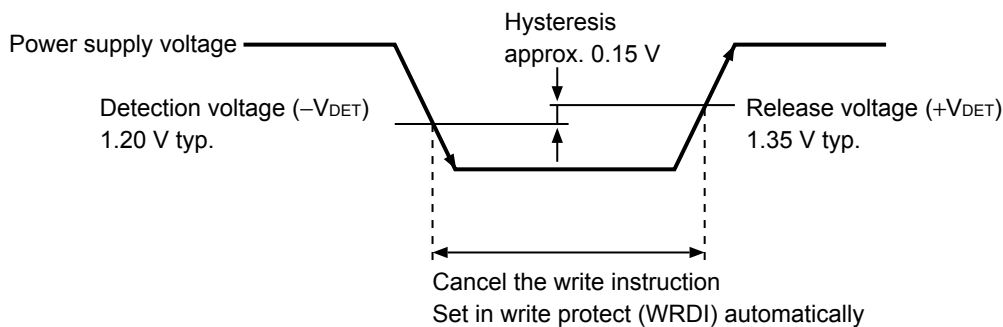 Hysteresis
approx. 0.15 V
Power supply voltage
Detection voltage (−VDET)
1.20 V typ.
Release voltage (+VDET)
1.35 V typ.
Cancel the write instruction
Set in write protect (WRDI) automatically